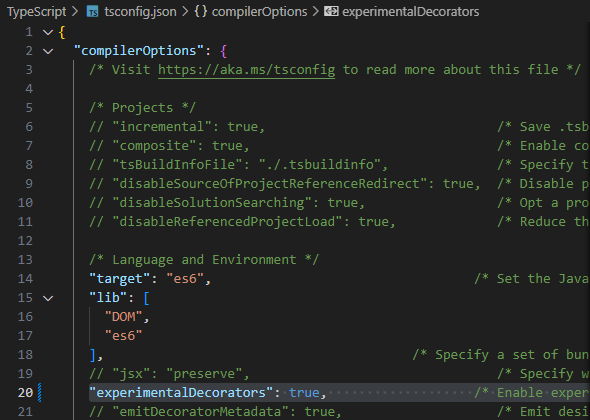 TypeScript > tsconfig.json > {} compilerOptions > experimentalDecorators
1 {
2 "compilerOptions": {
3 /* Visit https://aka.ms/tsconfig to read more about this file */
4
5 /* Projects */
6 // "incremental": true, /* Save .tsb
7 // "composite": true, /* Enable co
8 // "tsBuildInfoFile": "./.tsbuildinfo", /* Specify t
9 // "disableSourceOfProjectReferenceRedirect": true, /* Disable p
10 // "disableSolutionSearching": true, /* Opt a pro
11 // "disableReferencedProjectLoad": true, /* Reduce th
12
13 /* Language and Environment */
14 "target": "es6", /* Set the Java
15 "lib": [
16 "DOM",
17 "es6"
18 ], /* Specify a set of bun
19 // "jsx": "preserve", /* Specify w
20 "experimentalDecorators": true, /* Enable exper
21 // "emitDecoratorMetadata": true, /* Emit desi